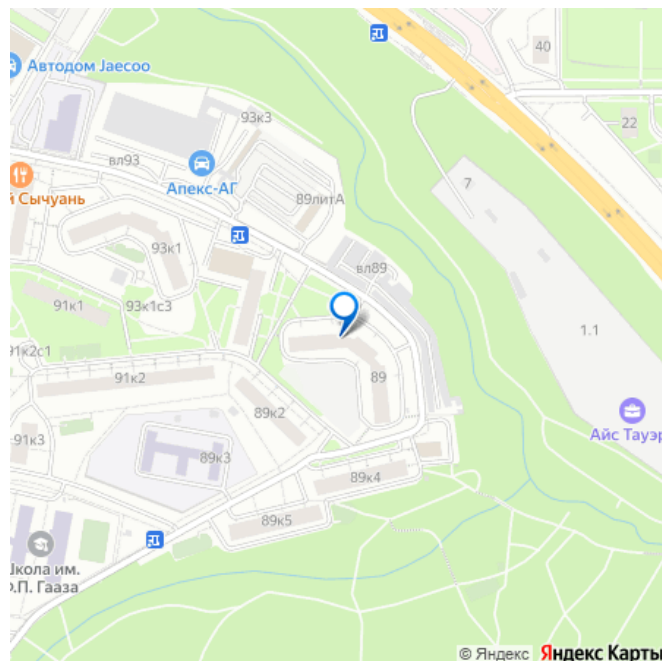 40
Автодом Jaecoo
22
93к3
вл93
Апекс-АГ
7
й Сычуань
89литА
93к1
вл89
91к1
93к1с3
1.1
91к2с1
91к2
89
Айс Тауэр
89к2
91к3
89к3
89к4
89к5
Школа им.
Ф.П. Гааза
© Яндекс Яндекс Карты